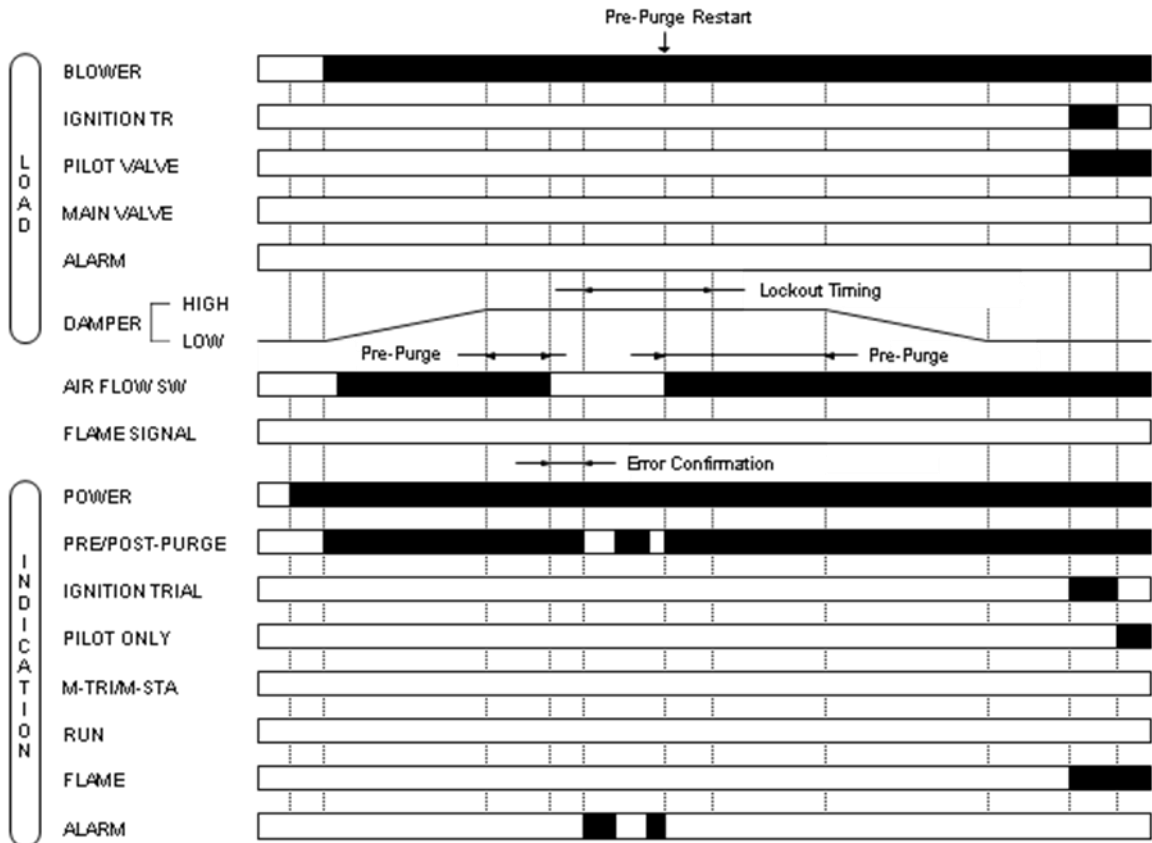 Pre-Purge Restart
LOAD
BLOWER
IGNITION TR
PILOT VALVE
MAIN VALVE
ALARM
Lockout Timing
DAMPER
HIGH
LOW
Pre-Purge
Pre-Purge
AIR FLOW SW
FLAME SIGNAL
Error Confirmation
INDICATION
POWER
PRE/POST-PURGE
IGNITION TRIAL
PILOT ONLY
M-TRI/M-STA
RUN
FLAME
ALARM